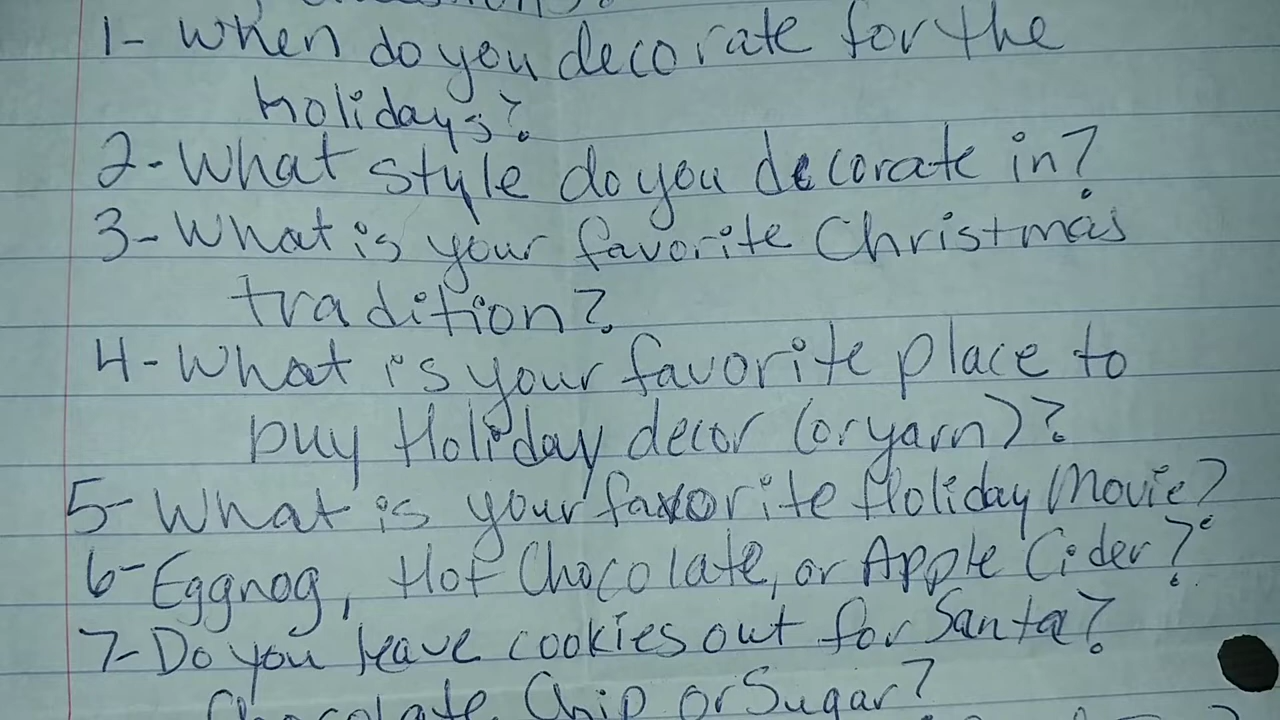 1- When do you decorate for the
holidays?
2- What style do you decorate in?
3- What is your favorite Christmas
tradition?
4- What is your favorite place to
buy Holiday decor (or yarn)?
5- What is your favorite Holiday Movie?
6- Eggnog, Hot Chocolate, or Apple Cider?
7- Do you leave cookies out for Santa?
Chocolate Chip or Sugar?